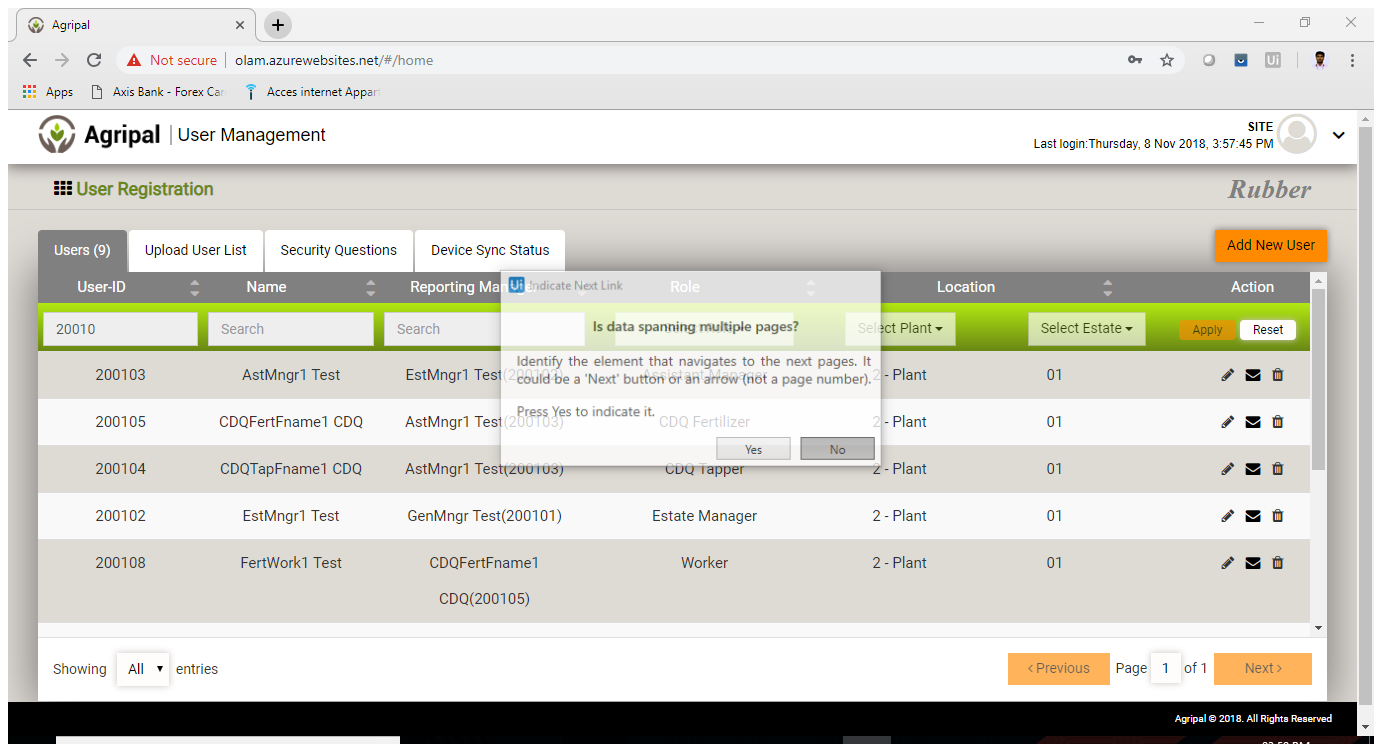 Agripal
Not secure | olam.azurewebsites.net/#/home
Apps Axis Bank - Forex Car Acces internet Appart
Agripal | User Management
SITE
Last login:Thursday, 8 Nov 2018, 3:57:45 PM
User Registration
Rubber
Users (9) Upload User List Security Questions Device Sync Status Add New User
User-ID Name Reporting Role Location Action
Ui Indicate Next Link
20010 Search Search Select Plant Select Estate Apply Reset
Is data spanning multiple pages?
Identify the element that navigates to the next pages. It
could be a 'Next' button or an arrow (not a page number).
Press Yes to indicate it.
Yes No
200103 AstMngr1 Test EstMngr1 Test(200102) Assistant Manager 2 - Plant 01
200105 CDQFertFname1 CDQ AstMngr1 Test(200103) CDQ Fertilizer 2 - Plant 01
200104 CDQTapFname1 CDQ AstMngr1 Test(200103) CDQ Tapper 2 - Plant 01
200102 EstMngr1 Test GenMngr Test(200101) Estate Manager 2 - Plant 01
200108 FertWork1 Test CDQFertFname1 Worker 2 - Plant 01
CDQ(200105)
Showing All entries < Previous Page 1 of 1 Next >
Agripal © 2018. All Rights Reserved